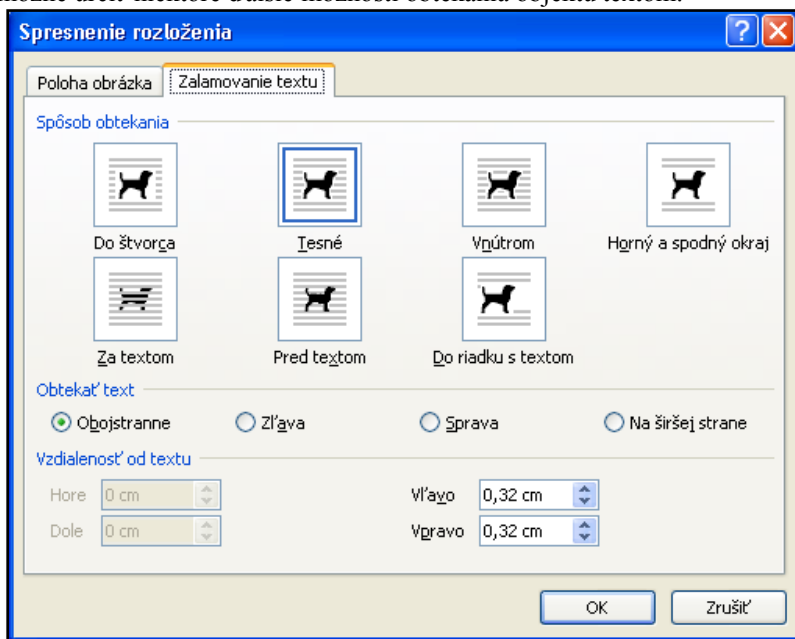 Spresnenie rozloženia
Poloha obrázka Zalamovanie textu
Spôsob obtekania
Do štvorca Tesné Vnútrom Horný a spodný okraj
Za textom Pred textom Do riadku s textom
Obtekať text
Obojstranne Zľava Sprava Na širšej strane
Vzdialenosť od textu
Hore 0 cm Vľavo 0,32 cm
Dole 0 cm Vpravo 0,32 cm
OK Zrušiť